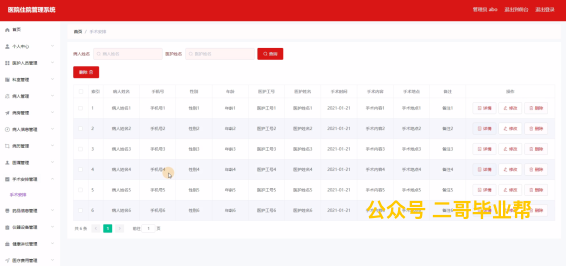 医院住院管理系统
管理员 abo 退出到前台 退出登录
首页
个人中心
医护人员管理
科室管理
病人管理
病房管理
病人信息管理
病历管理
管理
手术安排管理
手术安排
药品信息管理
仪器设备管理
健康状况管理
医疗费用管理
首页 / 手术安排
病人姓名 病人姓名 医护姓名 医护姓名 查询
删除
索引 病人姓名 手机号 性别 年龄 医护工号 医护姓名 手术时间 手术内容 手术地点 备注 操作
1 病人姓名1 手机号1 性别1 年龄1 医护工号1 医护姓名1 2021-01-21 手术内容1 手术地点1 备注1 详情 修改 删除
2 病人姓名2 手机号2 性别2 年龄2 医护工号2 医护姓名2 2021-01-21 手术内容2 手术地点2 备注2 详情 修改 删除
3 病人姓名3 手机号3 性别3 年龄3 医护工号3 医护姓名3 2021-01-21 手术内容3 手术地点3 备注3 详情 修改 删除
4 病人姓名4 手机号4 性别4 年龄4 医护工号4 医护姓名4 2021-01-21 手术内容4 手术地点4 备注4 详情 修改 删除
5 病人姓名5 手机号5 性别5 年龄5 医护工号5 医护姓名5 2021-01-21 手术内容5 手术地点5 备注5 详情 修改 删除
6 病人姓名6 手机号6 性别6 年龄6 医护工号6 医护姓名6 2021-01-21 手术内容6 手术地点6 备注6 详情 修改 删除
公众号 二哥毕业帮
共 6 条 1 前往 1 页